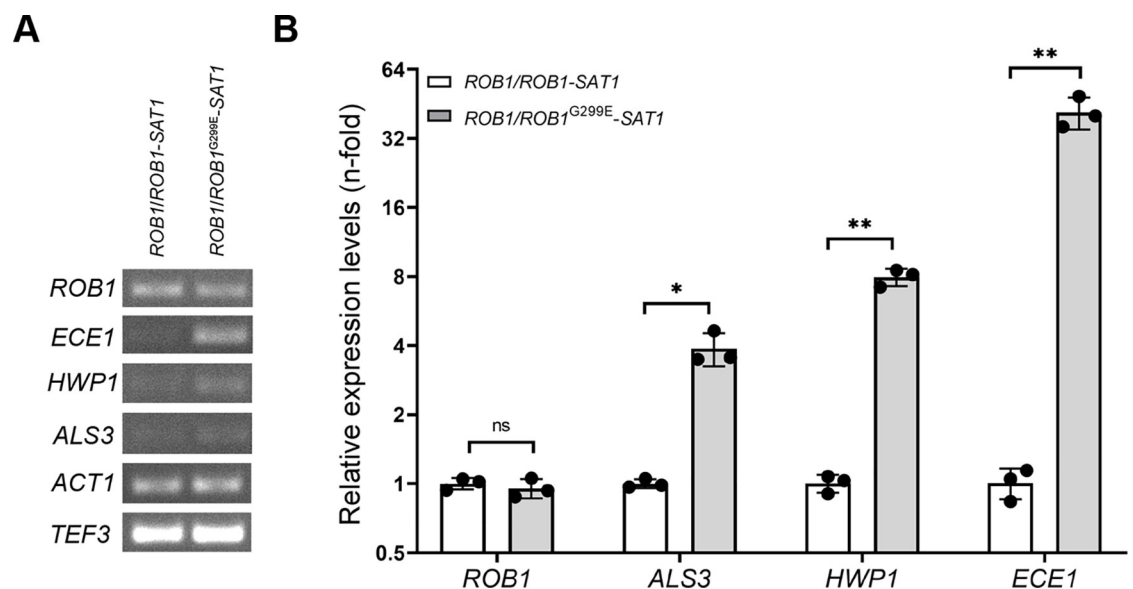 A
B
ROB1/ROB1-SAT1
ROB1/ROB1G299E-SAT1
ROB1
ECE1
HWP1
ALS3
ACT1
TEF3
Relative expression levels (n-fold)
64
32
16
8
4
2
1
0.5
ROB1/ROB1-SAT1
ROB1/ROB1G299E-SAT1
ns
*
**
**
ROB1
ALS3
HWP1
ECE1